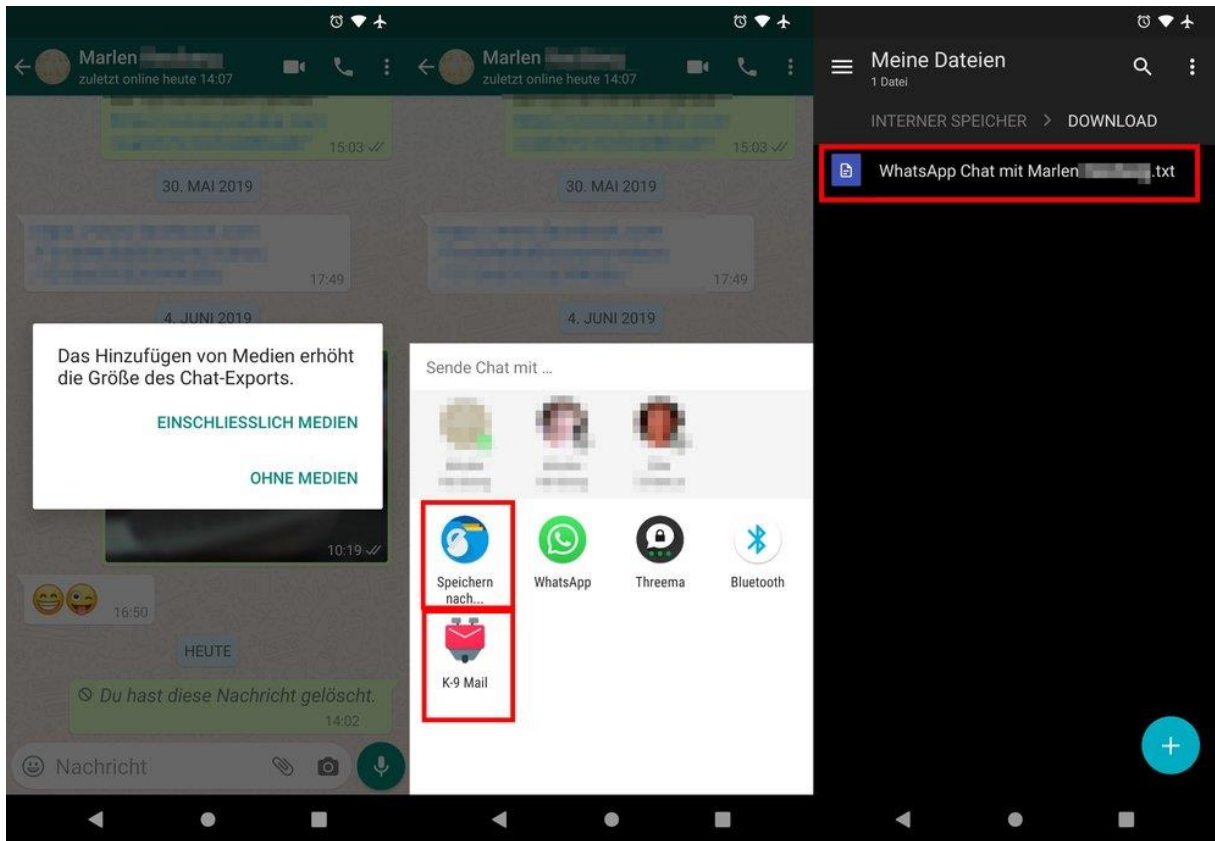 Marlen
zuletzt online heute 14:07
15:03
30. MAI 2019
17:49
4. JUNI 2019
Das Hinzufügen von Medien erhöht
die Größe des Chat-Exports.
EINSCHLIESSLICH MEDIEN
OHNE MEDIEN
10:19
16:50
HEUTE
Du hast diese Nachricht gelöscht.
14:02
Nachricht
Marlen
zuletzt online heute 14:07
15:03
30. MAI 2019
17:49
4. JUNI 2019
Sende Chat mit ...
Speichern
nach...
WhatsApp
Threema
Bluetooth
K-9 Mail
Meine Dateien
1 Datei
INTERNER SPEICHER > DOWNLOAD
WhatsApp Chat mit Marlen .txt